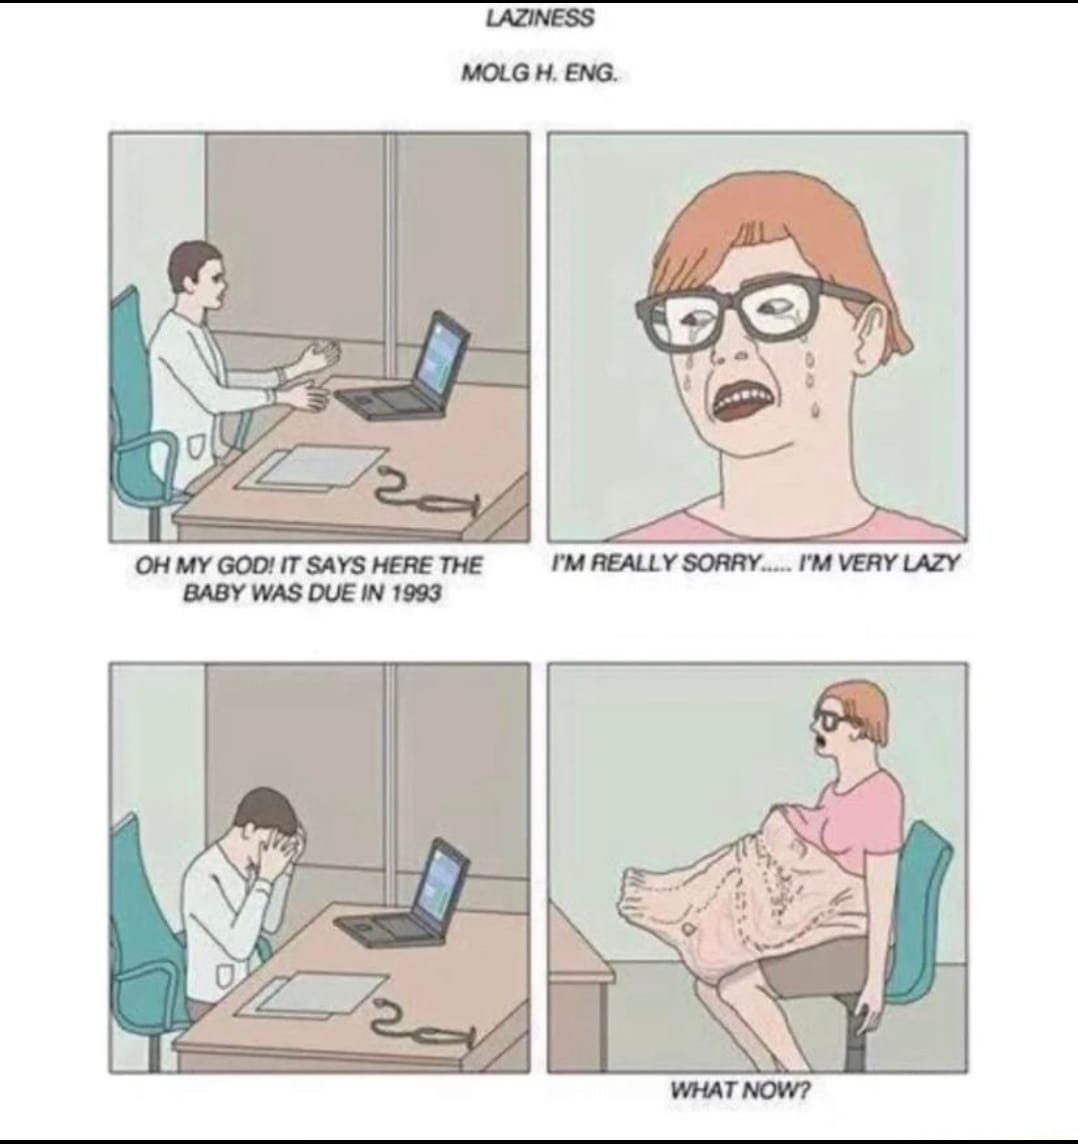 LAZINESS
MOLG H. ENG.
OH MY GOD! IT SAYS HERE THE
BABY WAS DUE IN 1993
I'M REALLY SORRY..... I'M VERY LAZY
WHAT NOW?